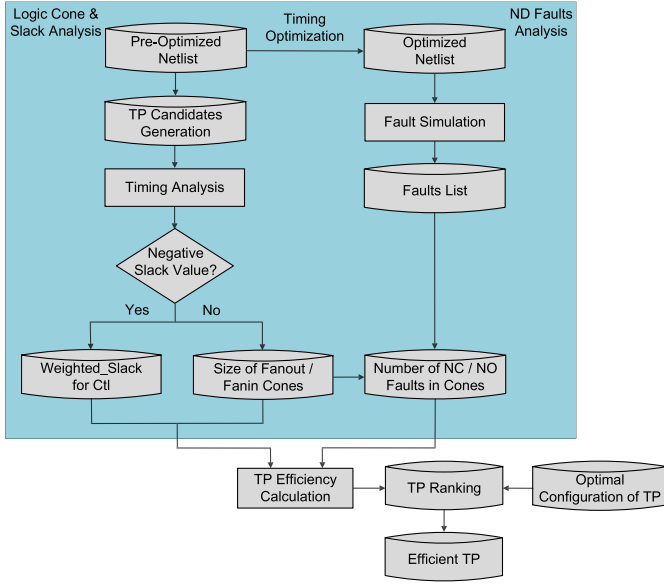 Logic Cone &
Slack Analysis
Timing
Optimization
ND Faults
Analysis
Pre-Optimized
Netlist
Optimized
Netlist
TP Candidates
Generation
Fault Simulation
Timing Analysis
Faults List
Negative
Slack Value?
Yes
No
Weighted_Slack
for Ctl
Size of Fanout /
Fanin Cones
Number of NC / NO
Faults in Cones
TP Efficiency
Calculation
TP Ranking
Optimal
Configuration of TP
Efficient TP